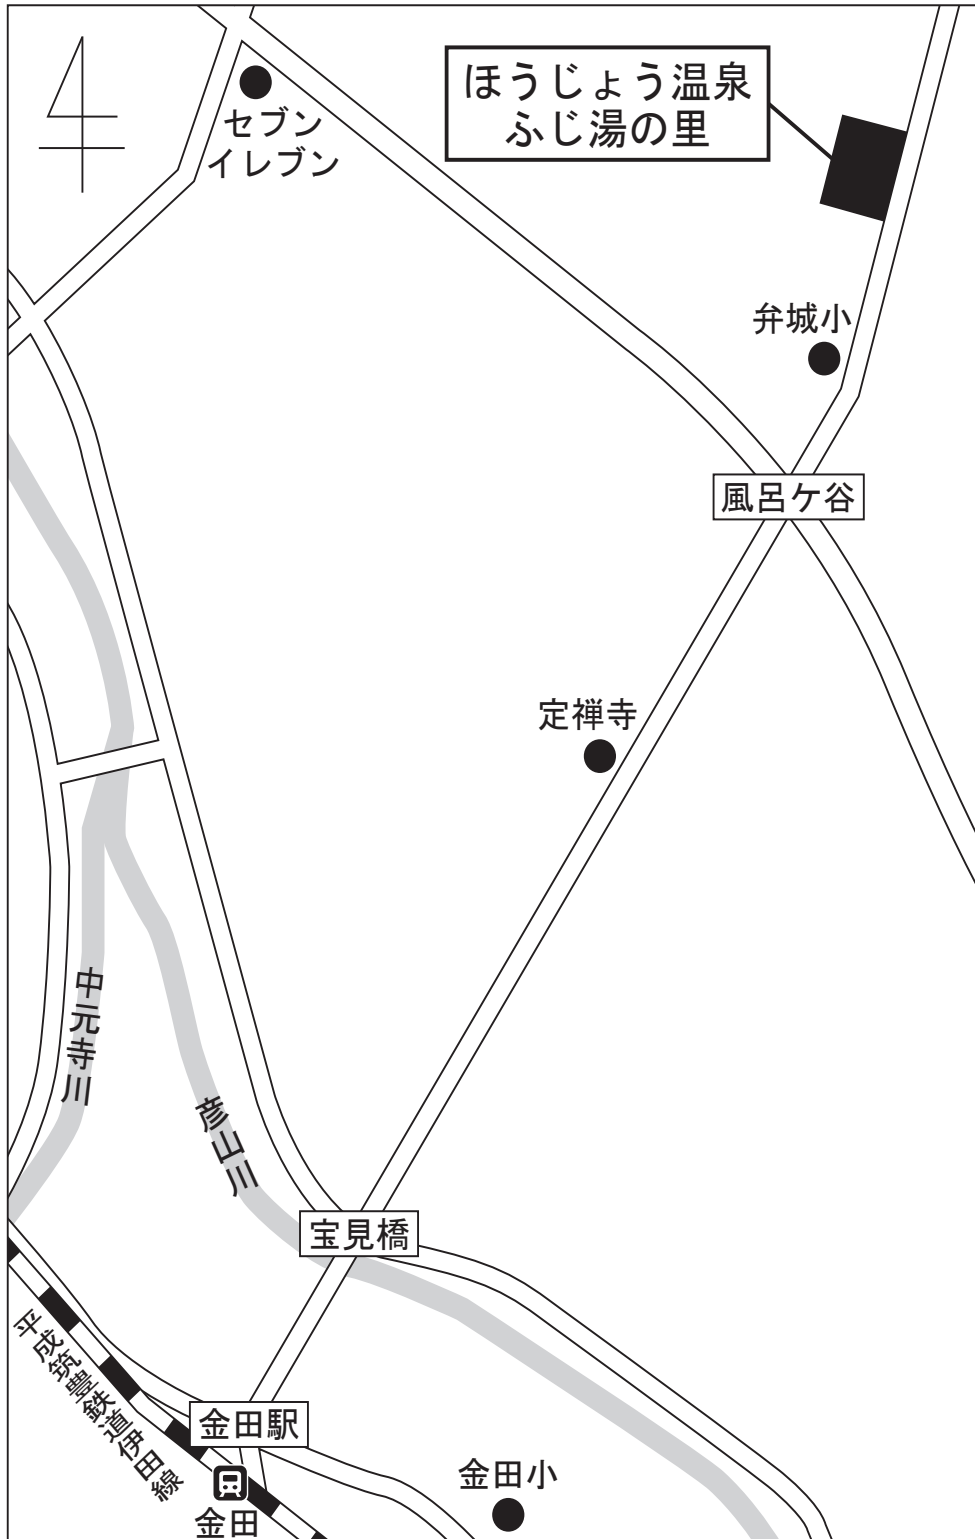 ほうじょう温泉
ふじ湯の里
セブン
イレブン
弁城小
風呂ケ谷
定禅寺
中元寺川
彦山川
宝見橋
平成筑豊鉄道伊田線
金田駅
金田小
金田